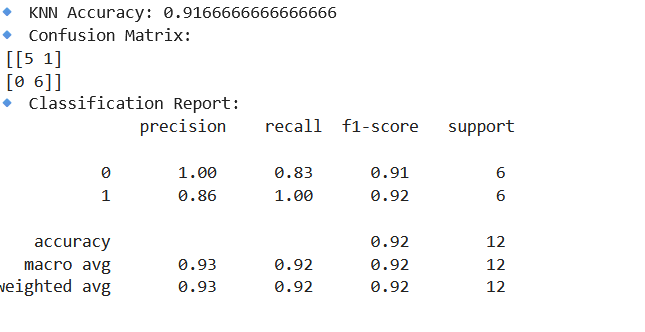 🔹 KNN Accuracy: 0.9166666666666666
🔹 Confusion Matrix:
[[5 1]
[0 6]]
🔹 Classification Report:
precision recall f1-score support
0 1.00 0.83 0.91 6
1 0.86 1.00 0.92 6
accuracy 0.92 12
macro avg 0.93 0.92 0.92 12
weighted avg 0.93 0.92 0.92 12